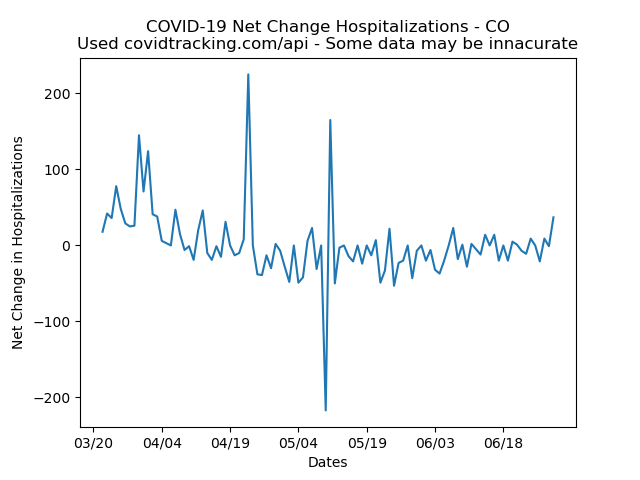 COVID-19 Net Change Hospitalizations - CO
Used covidtracking.com/api - Some data may be innacurate
Net Change in Hospitalizations
200
100
0
−100
−200
03/20 04/04 04/19 05/04 05/19 06/03 06/18
Dates